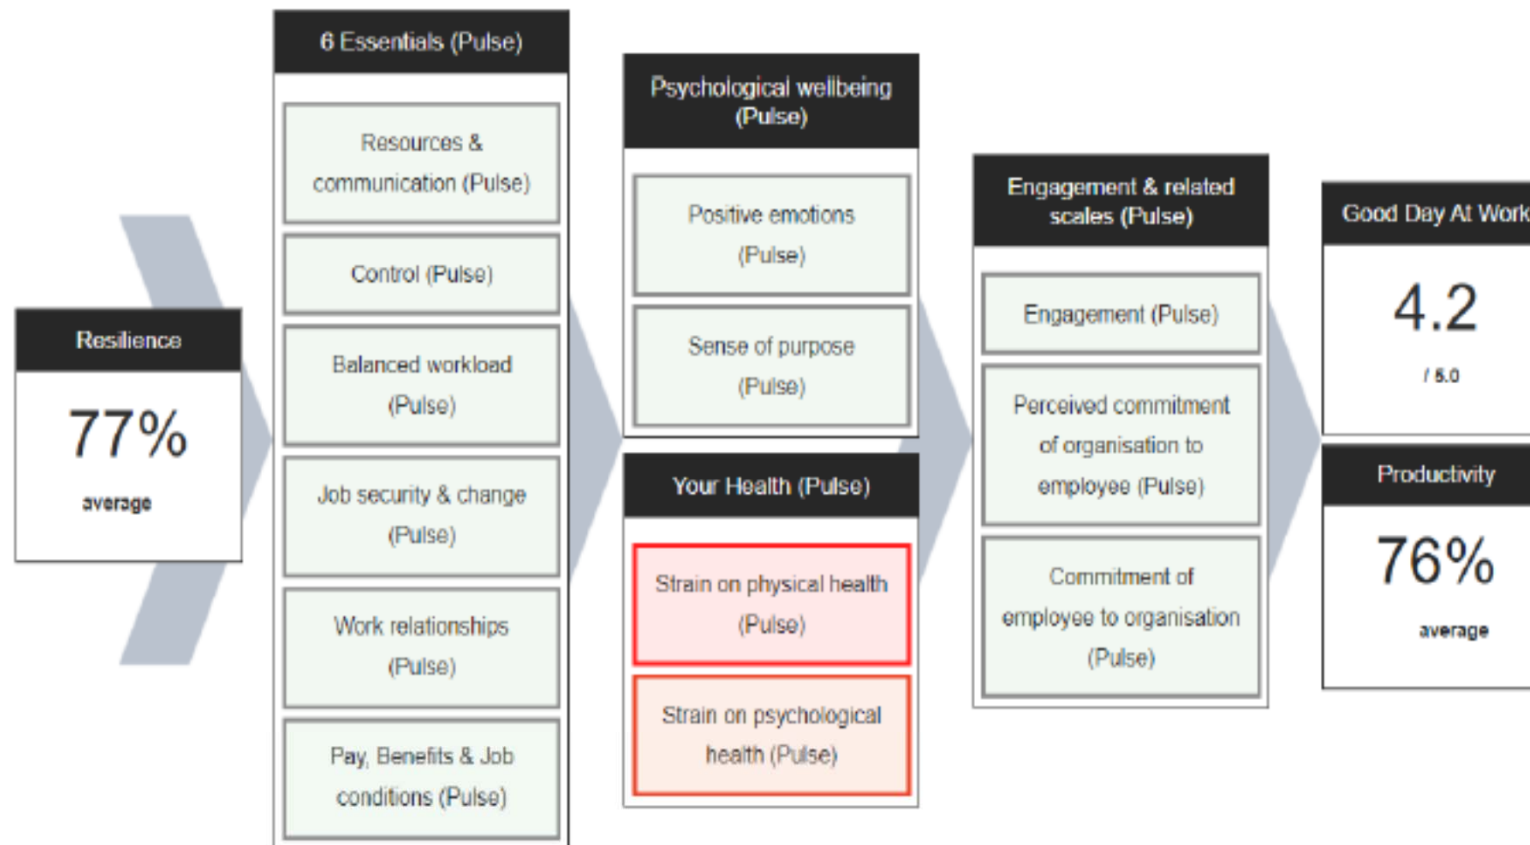 Resilience
77%
average
6 Essentials (Pulse)
Resources &
communication (Pulse)
Control (Pulse)
Balanced workload
(Pulse)
Job security & change
(Pulse)
Work relationships
(Pulse)
Pay, Benefits & Job
conditions (Pulse)
Psychological wellbeing
(Pulse)
Positive emotions
(Pulse)
Sense of purpose
(Pulse)
Your Health (Pulse)
Strain on physical health
(Pulse)
Strain on psychological
health (Pulse)
Engagement & related
scales (Pulse)
Engagement (Pulse)
Perceived commitment
of organisation to
employee (Pulse)
Commitment of
employee to organisation
(Pulse)
Good Day At Work
4.2
/ 5.0
Productivity
76%
average